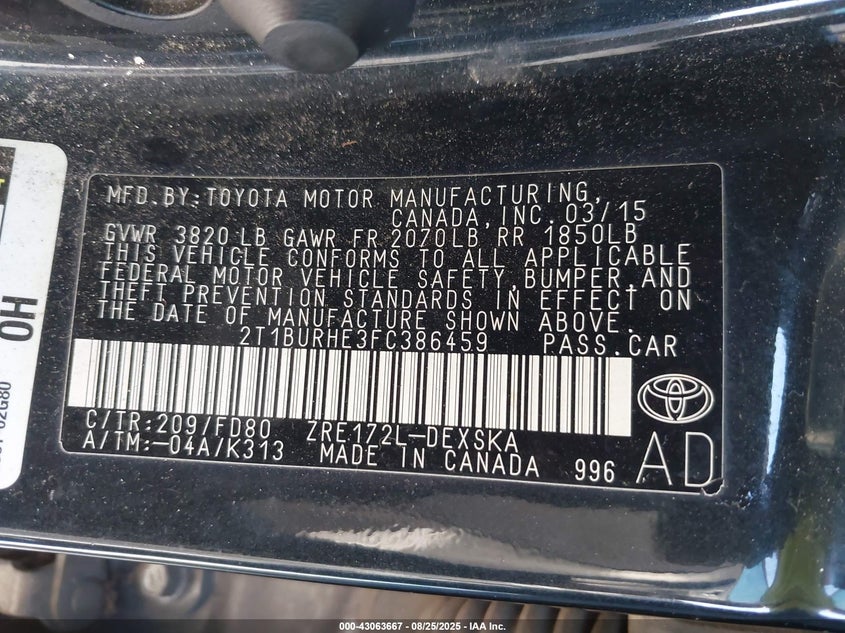 MFD.BY:TOYOTA MOTOR MANUFACTURING,
CANADA,INC.03/15
GVWR 3820 LB GAWR FR 2070LB RR 1850LB
THIS VEHICLE CONFORMS TO ALL APPLICABLE
FEDERAL MOTOR VEHICLE SAFETY,BUMPER,AND
THEFT PREVENTION STANDARDS IN EFFECT ON
THE DATE OF MANUFACTURE SHOWN ABOVE.
2T1BURHE3FC386459 PASS.CAR
C/TR:209/FD80 ZRE172L-DEXSKA
A/TM:-04A/K313 MADE IN CANADA 996 AD
HO
02G80
000-43063667 - 08/25/2025 - IAA Inc.